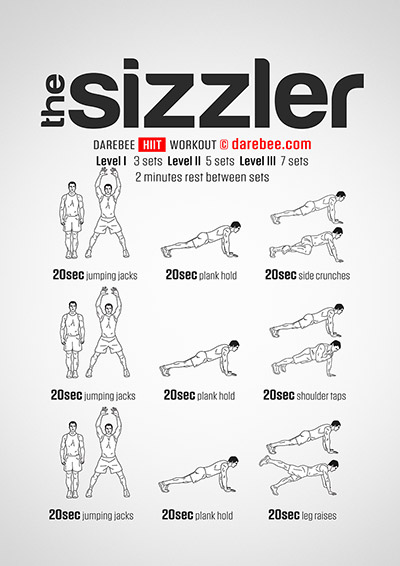 the sizzler
DAREBEE HIIT WORKOUT © darebee.com
Level I 3 sets Level II 5 sets Level III 7 sets
2 minutes rest between sets
20sec jumping jacks
20sec plank hold
20sec side crunches
20sec jumping jacks
20sec plank hold
20sec shoulder taps
20sec jumping jacks
20sec plank hold
20sec leg raises